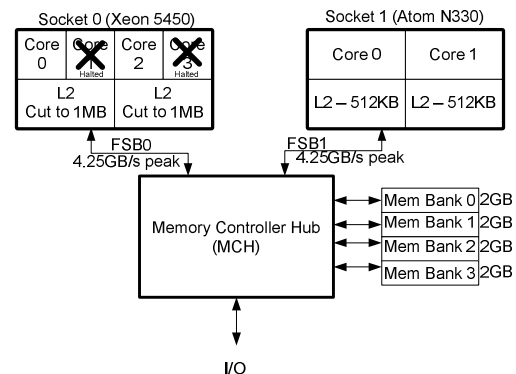 Socket 0 (Xeon 5450)
Socket 1 (Atom N330)
Core 0
Core 1
Halted
Core 2
Core 3
Halted
L2 Cut to 1MB
L2 Cut to 1MB
Core 0
Core 1
L2 – 512KB
L2 – 512KB
FSB0
4.25GB/s peak
FSB1
4.25GB/s peak
Memory Controller Hub
(MCH)
Mem Bank 0 2GB
Mem Bank 1 2GB
Mem Bank 2 2GB
Mem Bank 3 2GB
I/O